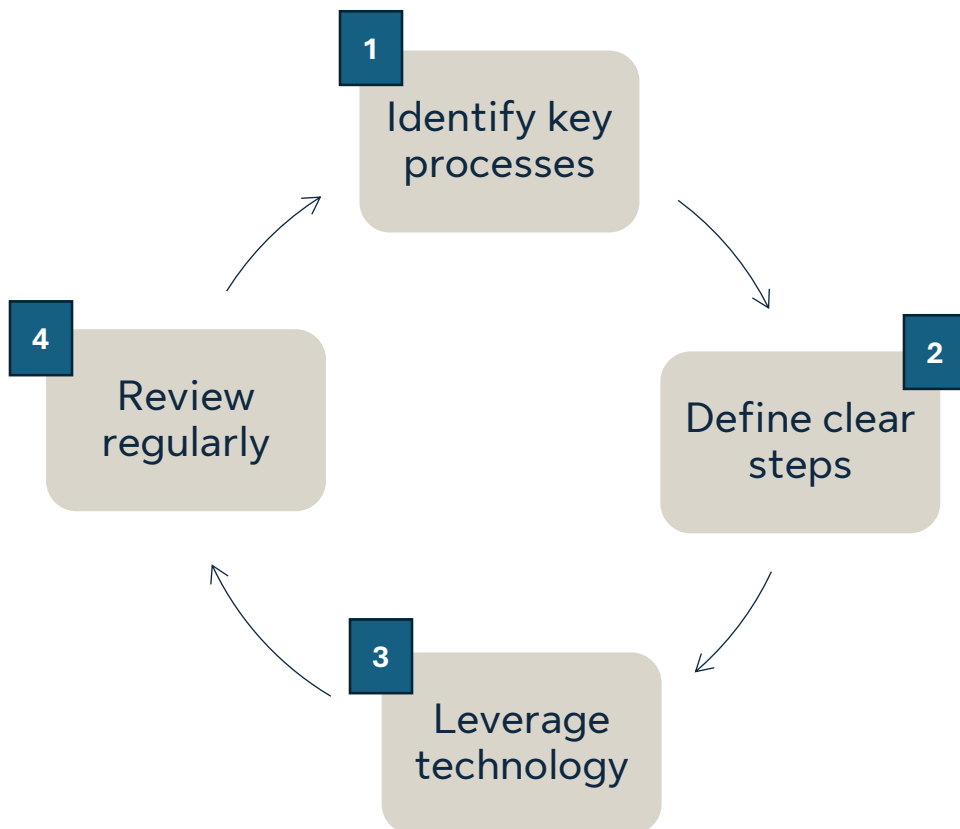 1
Identify key
processes
2
Define clear
steps
3
Leverage
technology
4
Review
regularly